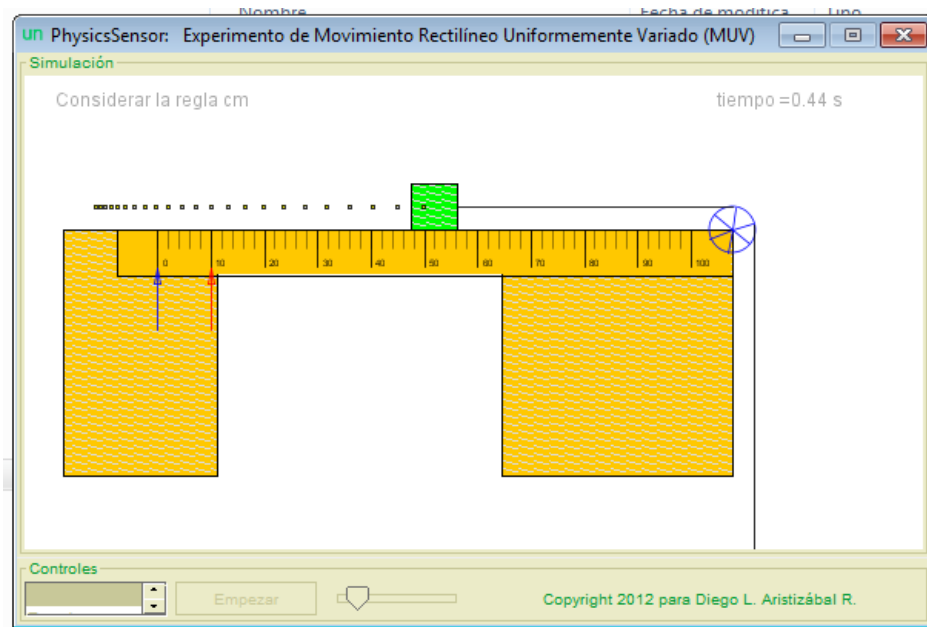 Nombre Fecha de modifica Tipo
un PhysicsSensor: Experimento de Movimiento Rectilíneo Uniformemente Variado (MUV)
Simulación
Considerar la regla cm tiempo =0.44 s
0 10 20 30 40 50 60 70 80 90 100
Controles
Empezar
Copyright 2012 para Diego L. Aristizábal R.